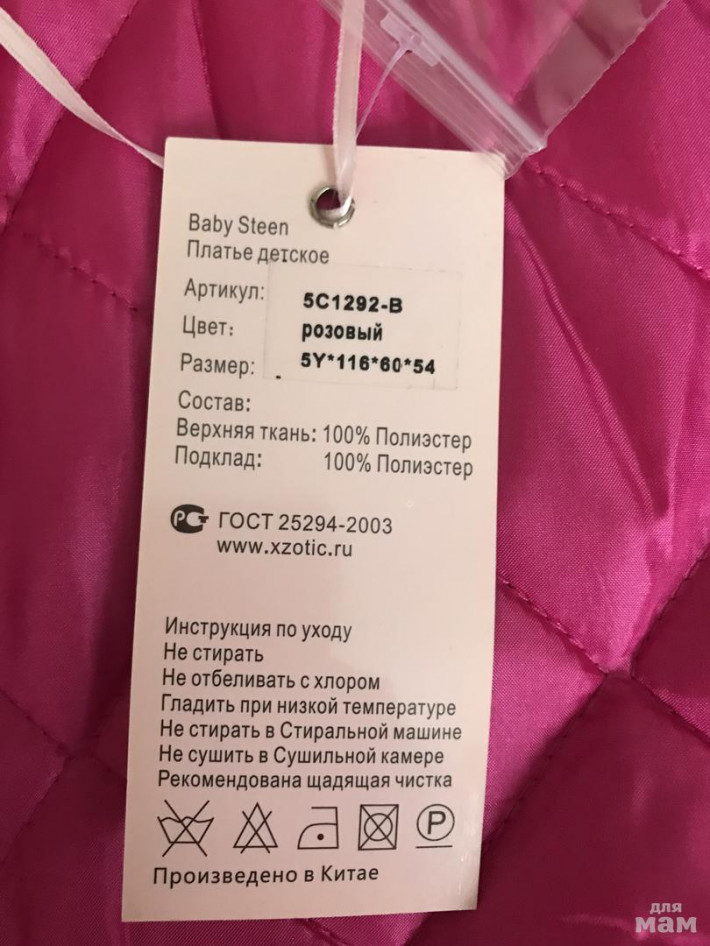 Baby Steen
Платье детское
Артикул: 5C1292-B
Цвет: розовый
Размер: 5Y*116*60*54
Состав:
Верхняя ткань: 100% Полиэстер
Подклад: 100% Полиэстер
РСТ ГОСТ 25294-2003
www.xzotic.ru
Инструкция по уходу
Не стирать
Не отбеливать с хлором
Гладить при низкой температуре
Не стирать в Стиральной машине
Не сушить в Сушильной камере
Рекомендована щадящая чистка
P
Произведено в Китае
для
мам